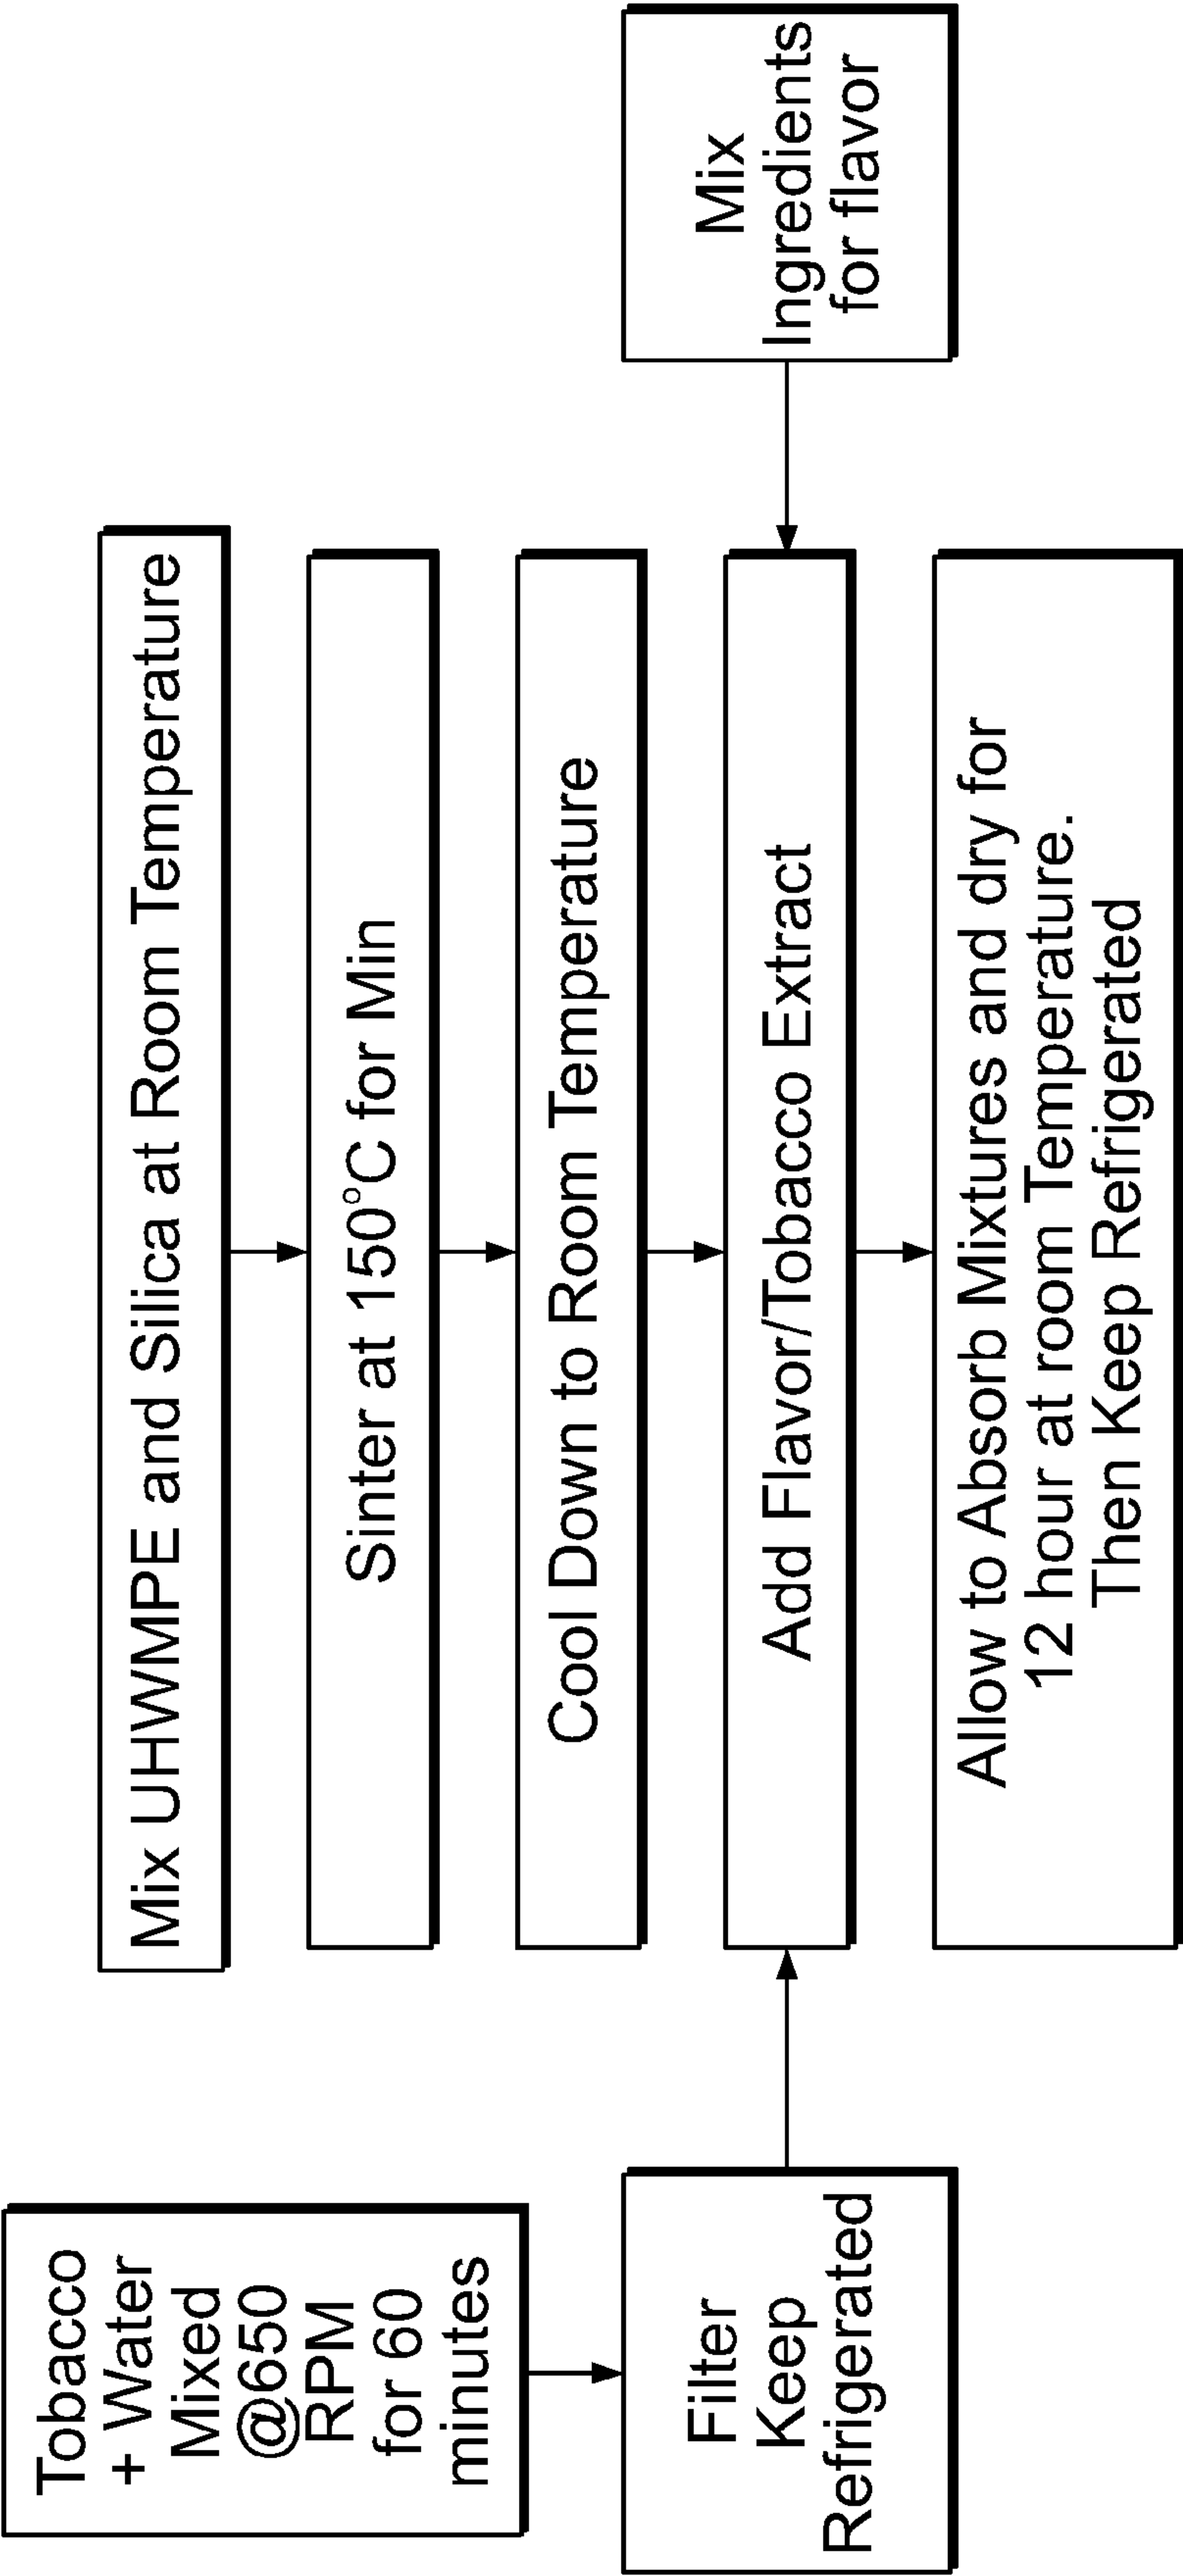 Tobacco
+ Water
Mixed
@650
RPM
for 60
minutes
Filter
Keep
Refrigerated
Mix UHWMPE and Silica at Room Temperature
Sinter at 150°C for Min
Cool Down to Room Temperature
Add Flavor/Tobacco Extract
Allow to Absorb Mixtures and dry for
12 hour at room Temperature.
Then Keep Refrigerated
Mix
Ingredients
for flavor